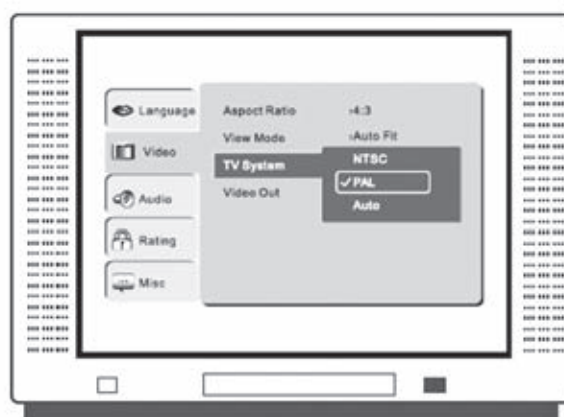 Language
Video
Audio
Rating
Misc
Aspoct Ratio :4:3
View Mode :Auto Fit
TV System
Video Out
NTSC
✓PAL
Auto